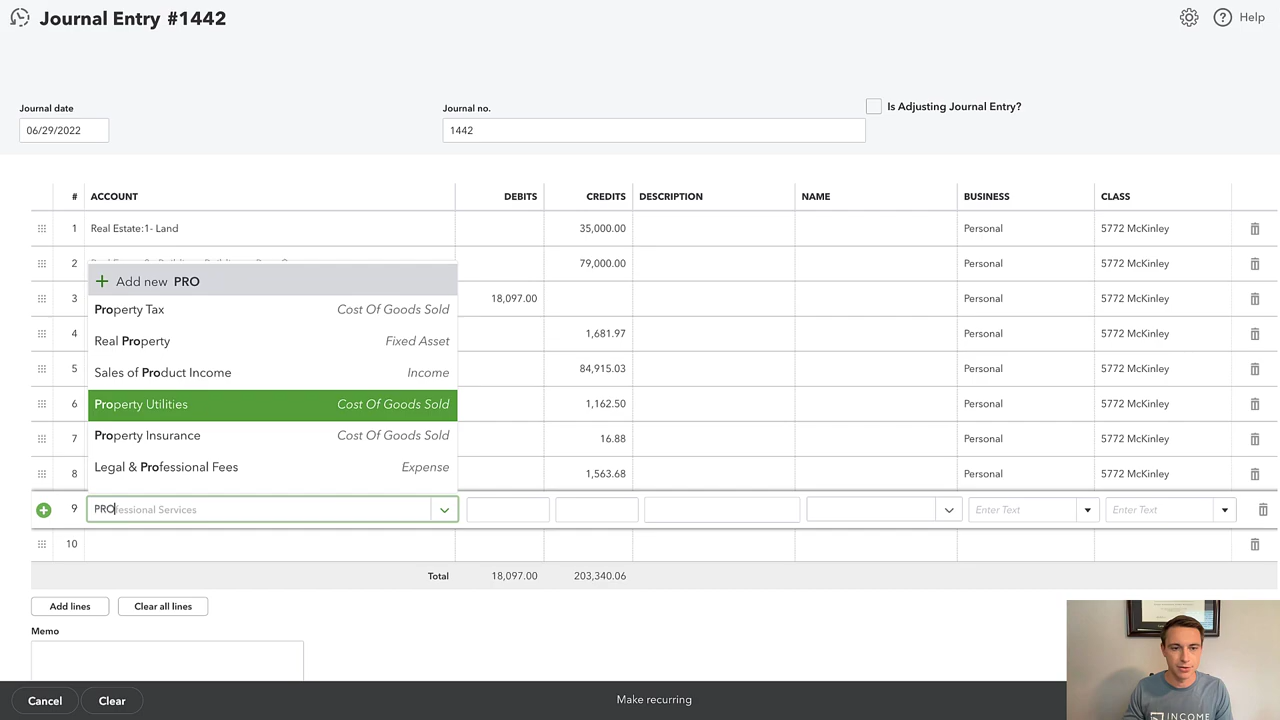 Journal Entry #1442
Help
Journal date
Journal no.
Is Adjusting Journal Entry?
06/29/2022
1442
# ACCOUNT DEBITS CREDITS DESCRIPTION NAME BUSINESS CLASS
1 Real Estate:1- Land 35,000.00 Personal 5772 McKinley
2 79,000.00 Personal 5772 McKinley
+ Add new PRO
3 18,097.00 Personal 5772 McKinley
Property Tax Cost Of Goods Sold
4 1,681.97 Personal 5772 McKinley
Real Property Fixed Asset
5 84,915.03 Personal 5772 McKinley
Sales of Product Income Income
6 1,162.50 Personal 5772 McKinley
Property Utilities Cost Of Goods Sold
7 16.88 Personal 5772 McKinley
Property Insurance Cost Of Goods Sold
8 1,563.68 Personal 5772 McKinley
Legal & Professional Fees Expense
9 PROfessional Services Enter Text Enter Text
10
Total 18,097.00 203,340.06
Add lines Clear all lines
Memo
Cancel Clear Make recurring
INCOME